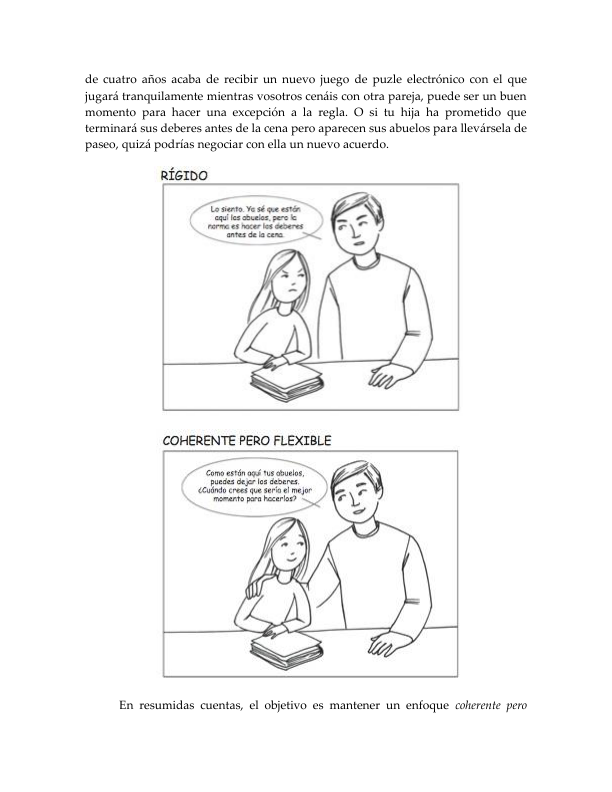 de cuatro años acaba de recibir un nuevo juego de puzle electrónico con el que
jugará tranquilamente mientras vosotros cenáis con otra pareja, puede ser un buen
momento para hacer una excepción a la regla. O si tu hija ha prometido que
terminará sus deberes antes de la cena pero aparecen sus abuelos para llevársela de
paseo, quizá podrías negociar con ella un nuevo acuerdo.
RÍGIDO
Lo siento. Ya sé que están
aquí los abuelos, pero la
norma es hacer los deberes
antes de la cena.
COHERENTE PERO FLEXIBLE
Como están aquí tus abuelos,
puedes dejar los deberes.
¿Cuándo crees que sería el mejor
momento para hacerlos?
En resumidas cuentas, el objetivo es mantener un enfoque coherente pero